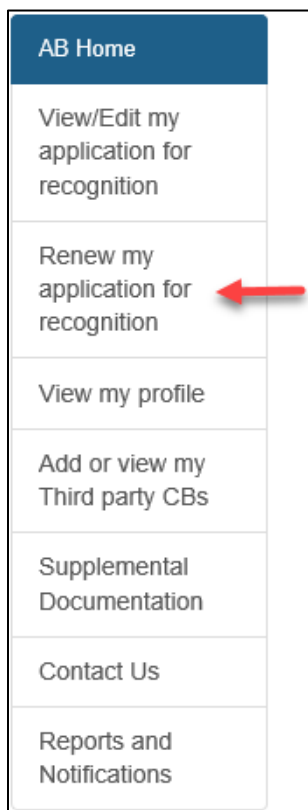 AB Home
View/Edit my
application for
recognition
Renew my
application for
recognition
View my profile
Add or view my
Third party CBs
Supplemental
Documentation
Contact Us
Reports and
Notifications